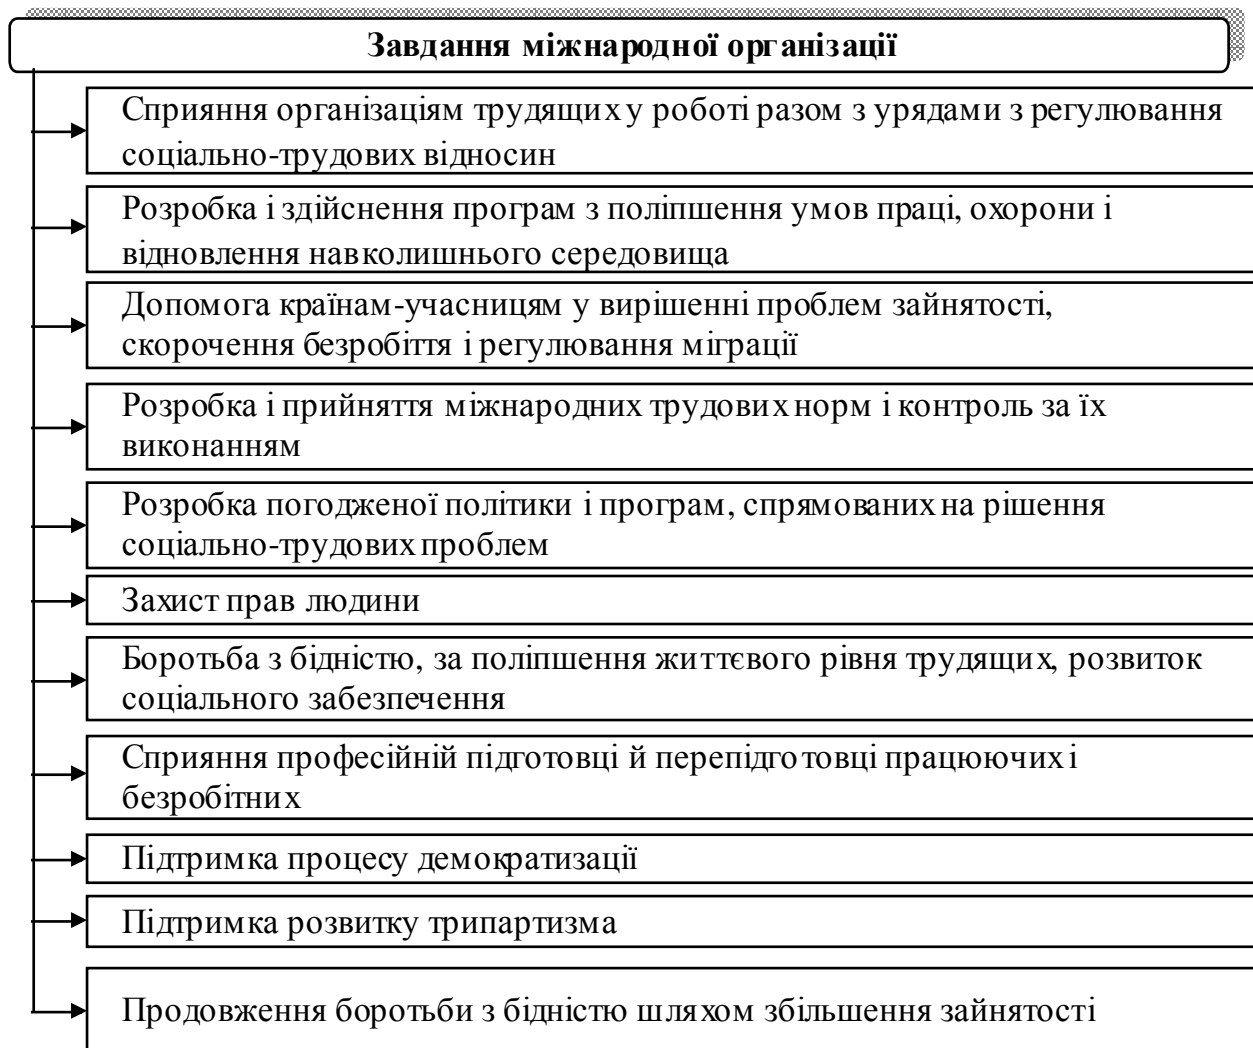 Завдання міжнародної організації
Сприяння організаціям трудящих у роботі разом з урядами з регулювання
соціально-трудових відносин
Розробка і здійснення програм з поліпшення умов праці, охорони і
відновлення навколишнього середовища
Допомога країнам-учасницям у вирішенні проблем зайнятості,
скорочення безробіття і регулювання міграції
Розробка і прийняття міжнародних трудових норм і контроль за їх
виконанням
Розробка погодженої політики і програм, спрямованих на рішення
соціально-трудових проблем
Захист прав людини
Боротьба з бідністю, за поліпшення життєвого рівня трудящих, розвиток
соціального забезпечення
Сприяння професійній підготовці й перепідготовці працюючих і
безробітних
Підтримка процесу демократизації
Підтримка розвитку трипартизма
Продовження боротьби з бідністю шляхом збільшення зайнятості